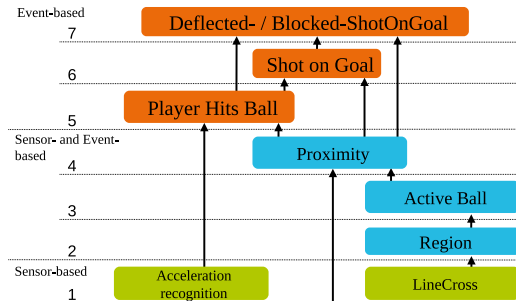 Event-based
Deflected- / Blocked-ShotOnGoal
7
Shot on Goal
6
Player Hits Ball
5
Sensor- and Event-
based
Proximity
4
Active Ball
3
Region
2
Sensor-based
Acceleration
recognition
LineCross
1